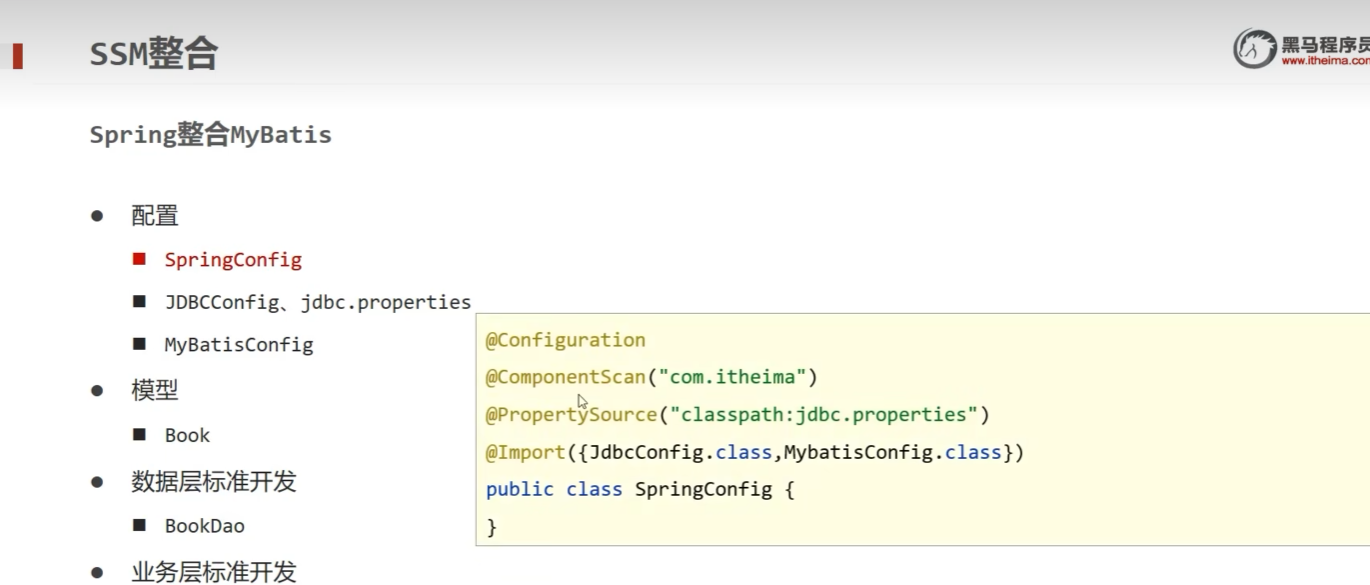 SSM整合
黑马程序员
www.itheima.com
Spring整合MyBatis
配置
SpringConfig
JDBCConfig、jdbc.properties
MyBatisConfig
模型
Book
数据层标准开发
BookDao
业务层标准开发
@Configuration
@ComponentScan("com.itheima")
@PropertySource("classpath:jdbc.properties")
@Import({JdbcConfig.class,MybatisConfig.class})
public class SpringConfig {
}